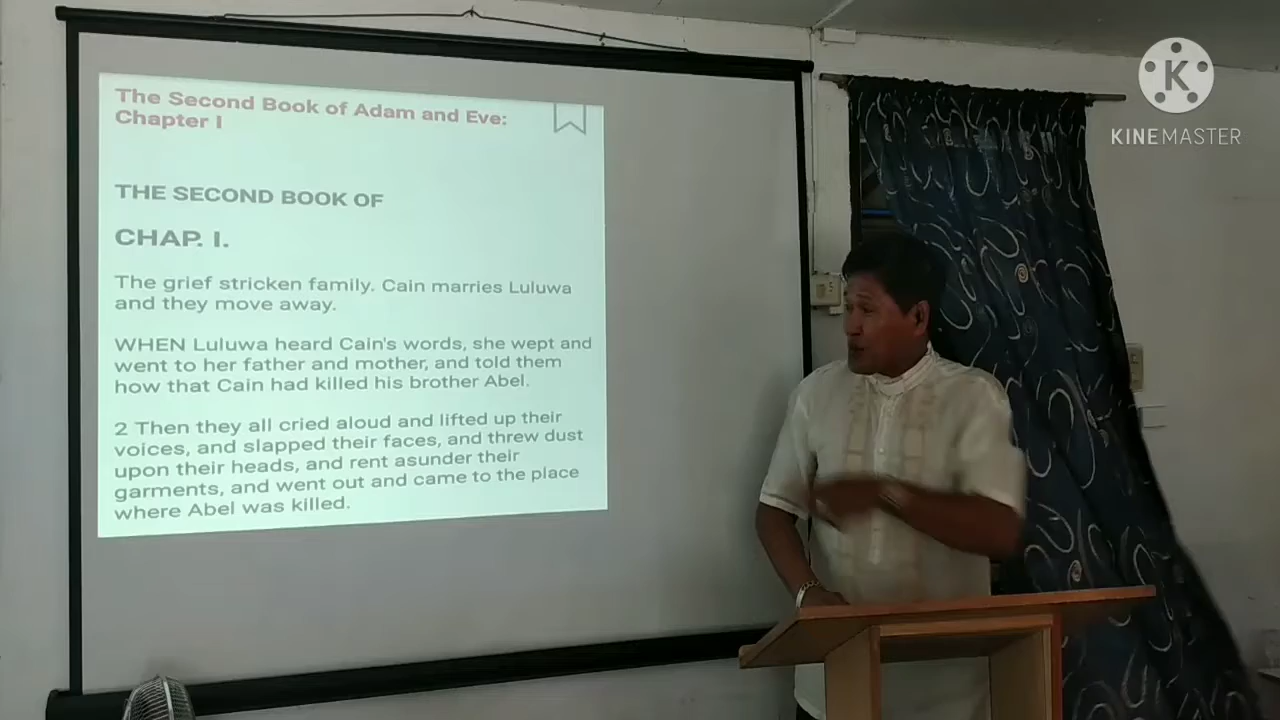 The Second Book of Adam and Eve:
Chapter I
THE SECOND BOOK OF
CHAP. I.
The grief stricken family. Cain marries Luluwa
and they move away.
WHEN Luluwa heard Cain's words, she wept and
went to her father and mother, and told them
how that Cain had killed his brother Abel.
2 Then they all cried aloud and lifted up their
voices, and slapped their faces, and threw dust
upon their heads, and rent asunder their
garments, and went out and came to the place
where Abel was killed.
K
KINEMASTER